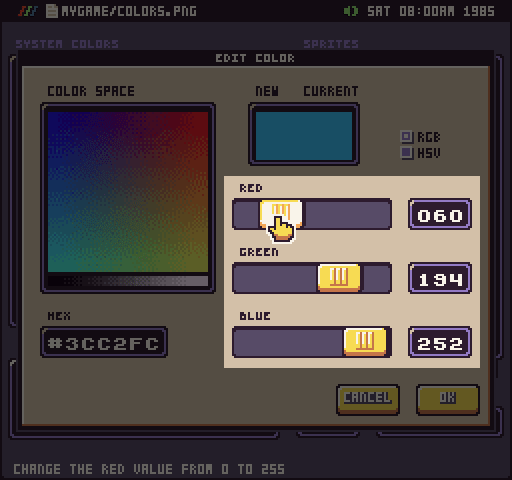 MYGAME/COLORS.PNG SAT 08:00AM 1985
SYSTEM COLORS SPRITES
EDIT COLOR
COLOR SPACE NEW CURRENT
RGB
HSV
RED
060
GREEN
194
BLUE
252
HEX
#3CC2FC
CANCEL OK
CHANGE THE RED VALUE FROM 0 TO 255